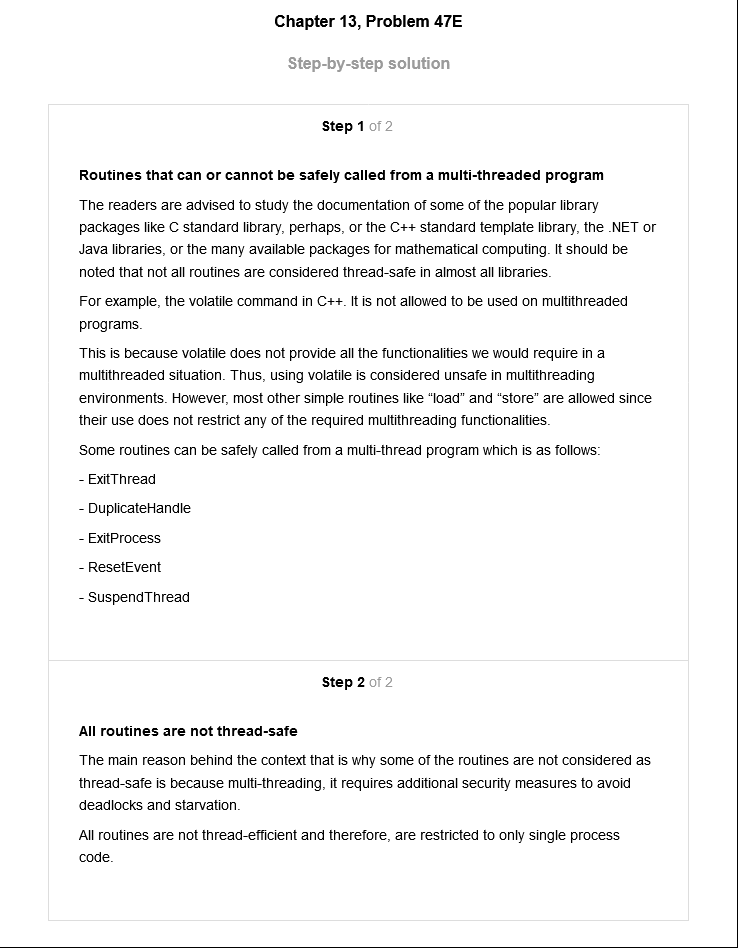 Chapter 13, Problem 47E
Step-by-step solution
Step 1 of 2
Routines that can or cannot be safely called from a multi-threaded program
The readers are advised to study the documentation of some of the popular library
packages like C standard library, perhaps, or the C++ standard template library, the .NET or
Java libraries, or the many available packages for mathematical computing. It should be
noted that not all routines are considered thread-safe in almost all libraries.
For example, the volatile command in C++. It is not allowed to be used on multithreaded
programs.
This is because volatile does not provide all the functionalities we would require in a
multithreaded situation. Thus, using volatile is considered unsafe in multithreading
environments. However, most other simple routines like “load” and “store” are allowed since
their use does not restrict any of the required multithreading functionalities.
Some routines can be safely called from a multi-thread program which is as follows:
- ExitThread
- DuplicateHandle
- ExitProcess
- ResetEvent
- SuspendThread
Step 2 of 2
All routines are not thread-safe
The main reason behind the context that is why some of the routines are not considered as
thread-safe is because multi-threading, it requires additional security measures to avoid
deadlocks and starvation.
All routines are not thread-efficient and therefore, are restricted to only single process
code.